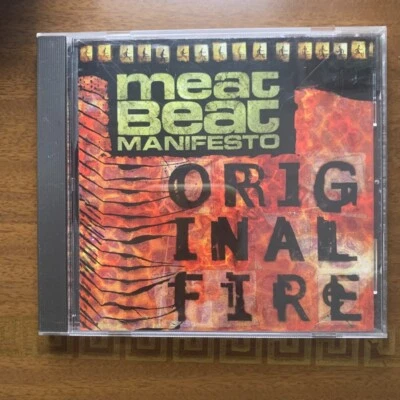 meat
Beat
MANIFESTO
ORIG
INAL
FIRE